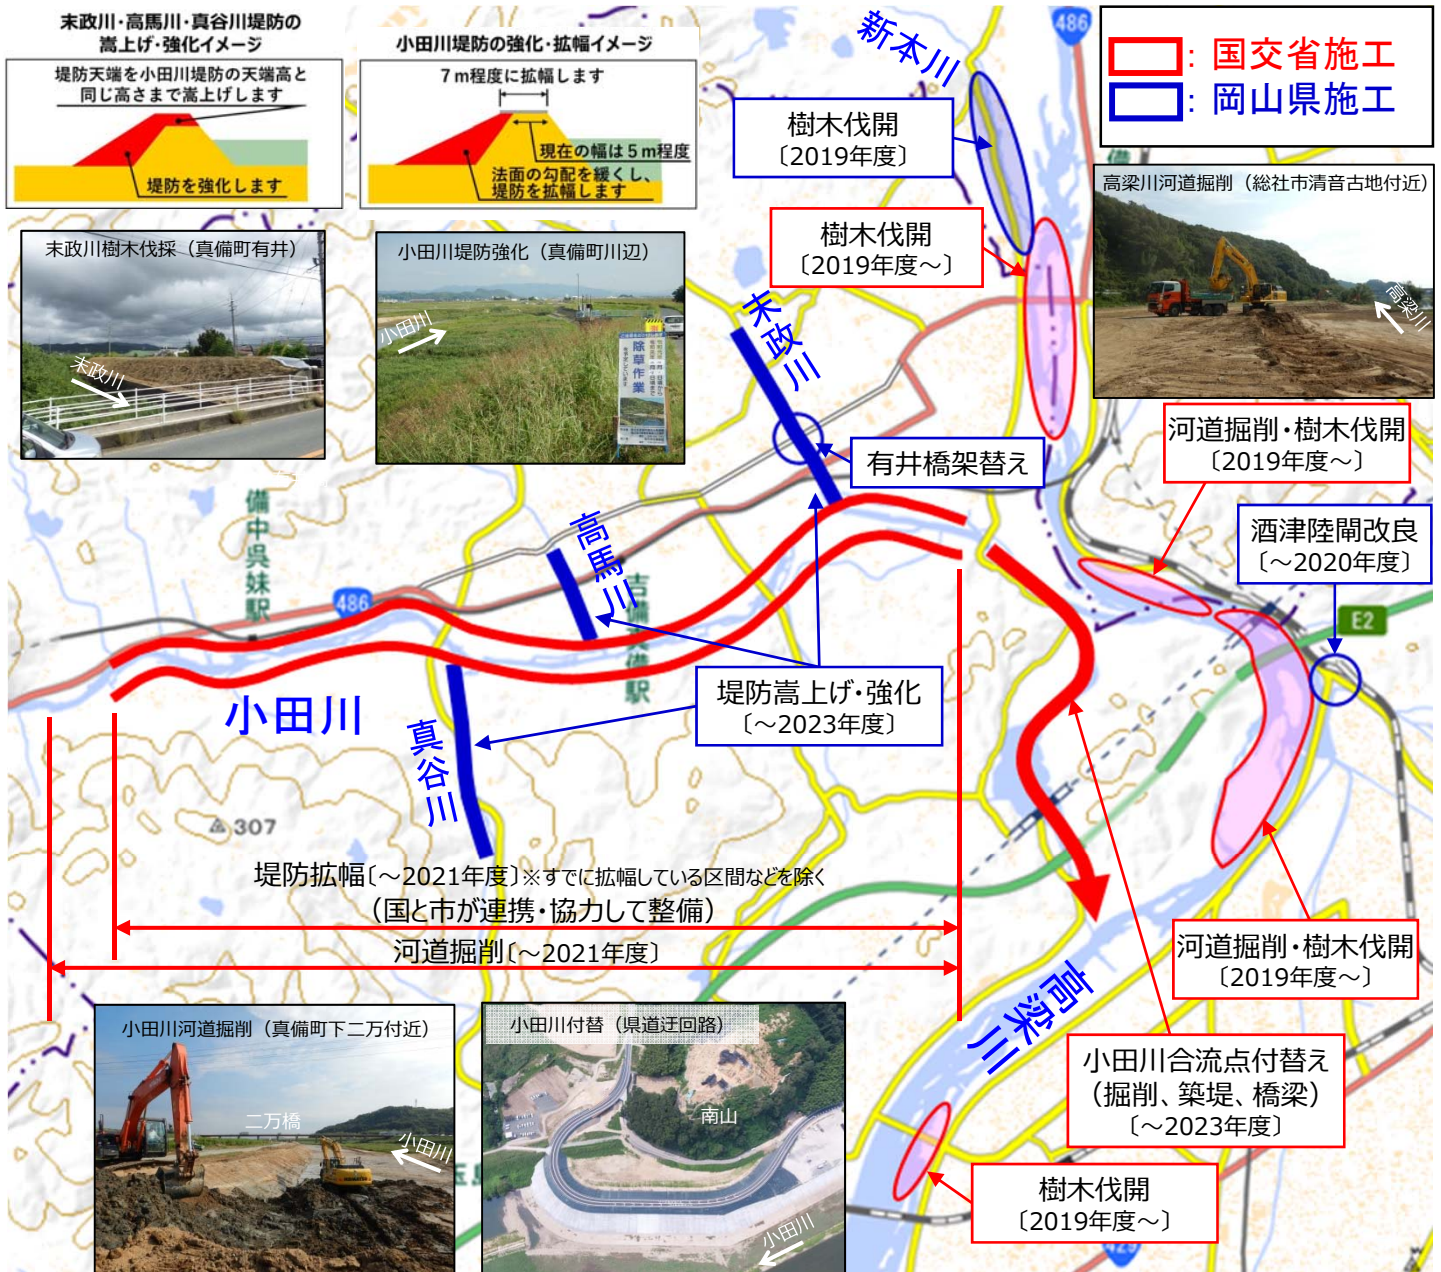 末政川・高馬川・真谷川堤防の
嵩上げ・強化イメージ
堤防天端を小田川堤防の天端高と
同じ高さまで嵩上げします
堤防を強化します
小田川堤防の強化・拡幅イメージ
7m程度に拡幅します
現在の幅は5m程度
法面の勾配を緩くし、
堤防を拡幅します
：国交省施工
：岡山県施工
486
新本川
樹木伐開
〔2019年度〕
樹木伐開
〔2019年度～〕
備
高梁川河道掘削（総社市清音古地付近）
高梁川
末政川樹木伐採（真備町有井）
末政川
小田川堤防強化（真備町川辺）
小田川
除草作業
末政川
有井橋架替え
河道掘削・樹木伐開
〔2019年度～〕
酒津陸閘改良
〔～2020年度〕
備中呉妹駅
486
高馬川
吉備真備駅
E2
小田川
真谷川
堤防嵩上げ・強化
〔～2023年度〕
307
堤防拡幅〔～2021年度〕※すでに拡幅している区間などを除く
（国と市が連携・協力して整備）
河道掘削〔～2021年度〕
河道掘削・樹木伐開
〔2019年度～〕
高梁川
小田川合流点付替え
（掘削、築堤、橋梁）
〔～2023年度〕
樹木伐開
〔2019年度～〕
小田川河道掘削（真備町下二万付近）
二万橋
小田川
小田川付替（県道迂回路）
南山
小田川